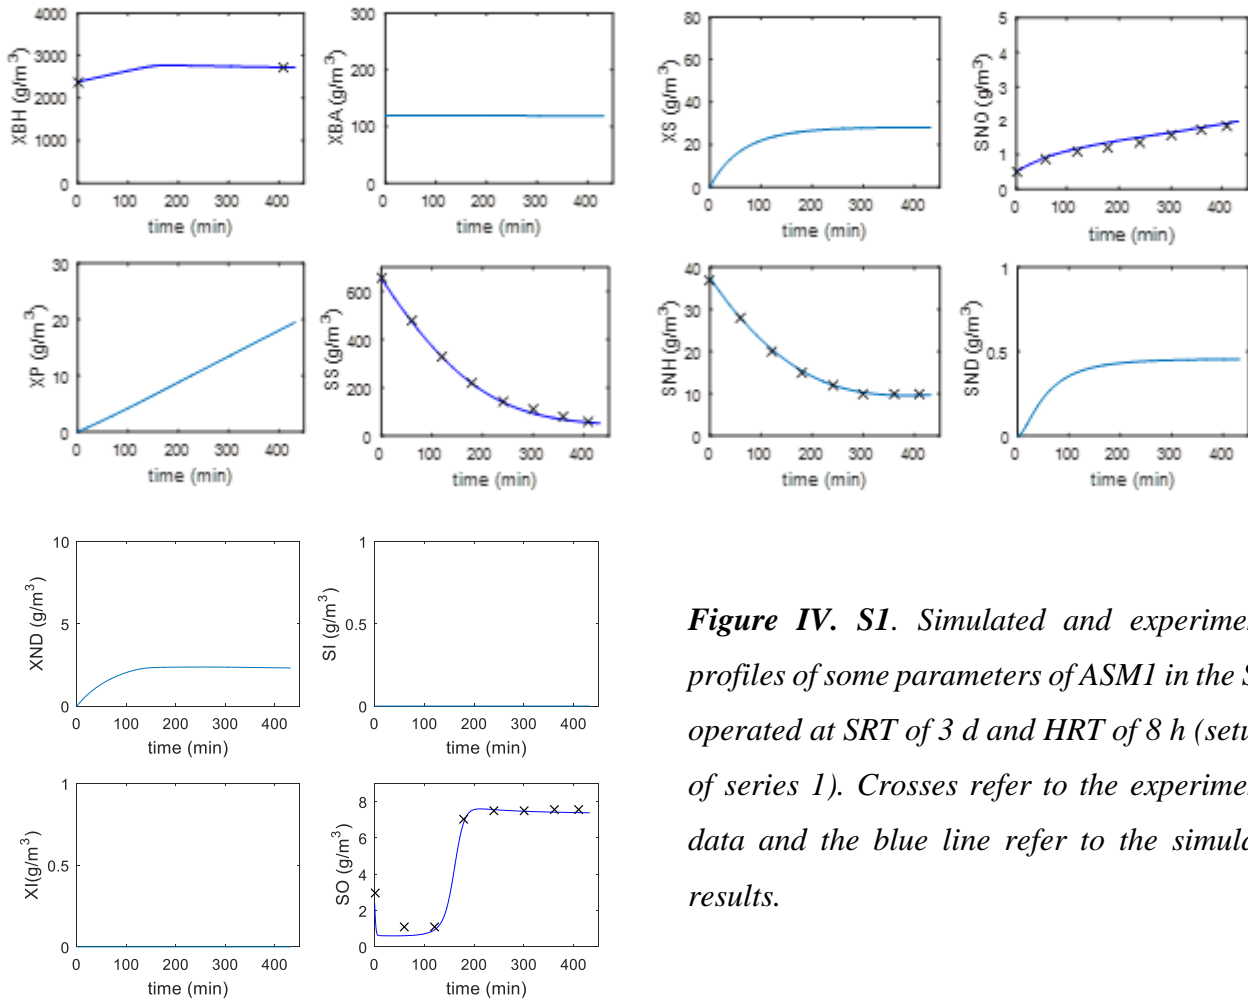 4000
3000
2000
1000
0
XBH (g/m³)
0 100 200 300 400
time (min)
300
200
100
0
XBA (g/m³)
0 100 200 300 400
time (min)
80
60
40
20
0
XS (g/m³)
0 100 200 300 400
time (min)
5
4
3
2
1
0
SNO (g/m³)
0 100 200 300 400
time (min)
30
20
10
0
XP (g/m³)
0 100 200 300 400
time (min)
600
400
200
0
SS (g/m³)
0 100 200 300 400
time (min)
40
30
20
10
0
SNH (g/m³)
0 100 200 300 400
time (min)
1
0.5
0
SND (g/m³)
0 100 200 300 400
time (min)
10
5
0
XND (g/m³)
0 100 200 300 400
time (min)
1
0.5
0
SI (g/m³)
0 100 200 300 400
time (min)
1
0.5
0
XI(g/m³)
0 100 200 300 400
time (min)
8
6
4
2
0
SO (g/m³)
0 100 200 300 400
time (min)
Figure IV. S1. Simulated and experimen
profiles of some parameters of ASM1 in the S
operated at SRT of 3 d and HRT of 8 h (setu
of series 1). Crosses refer to the experimen
data and the blue line refer to the simula
results.